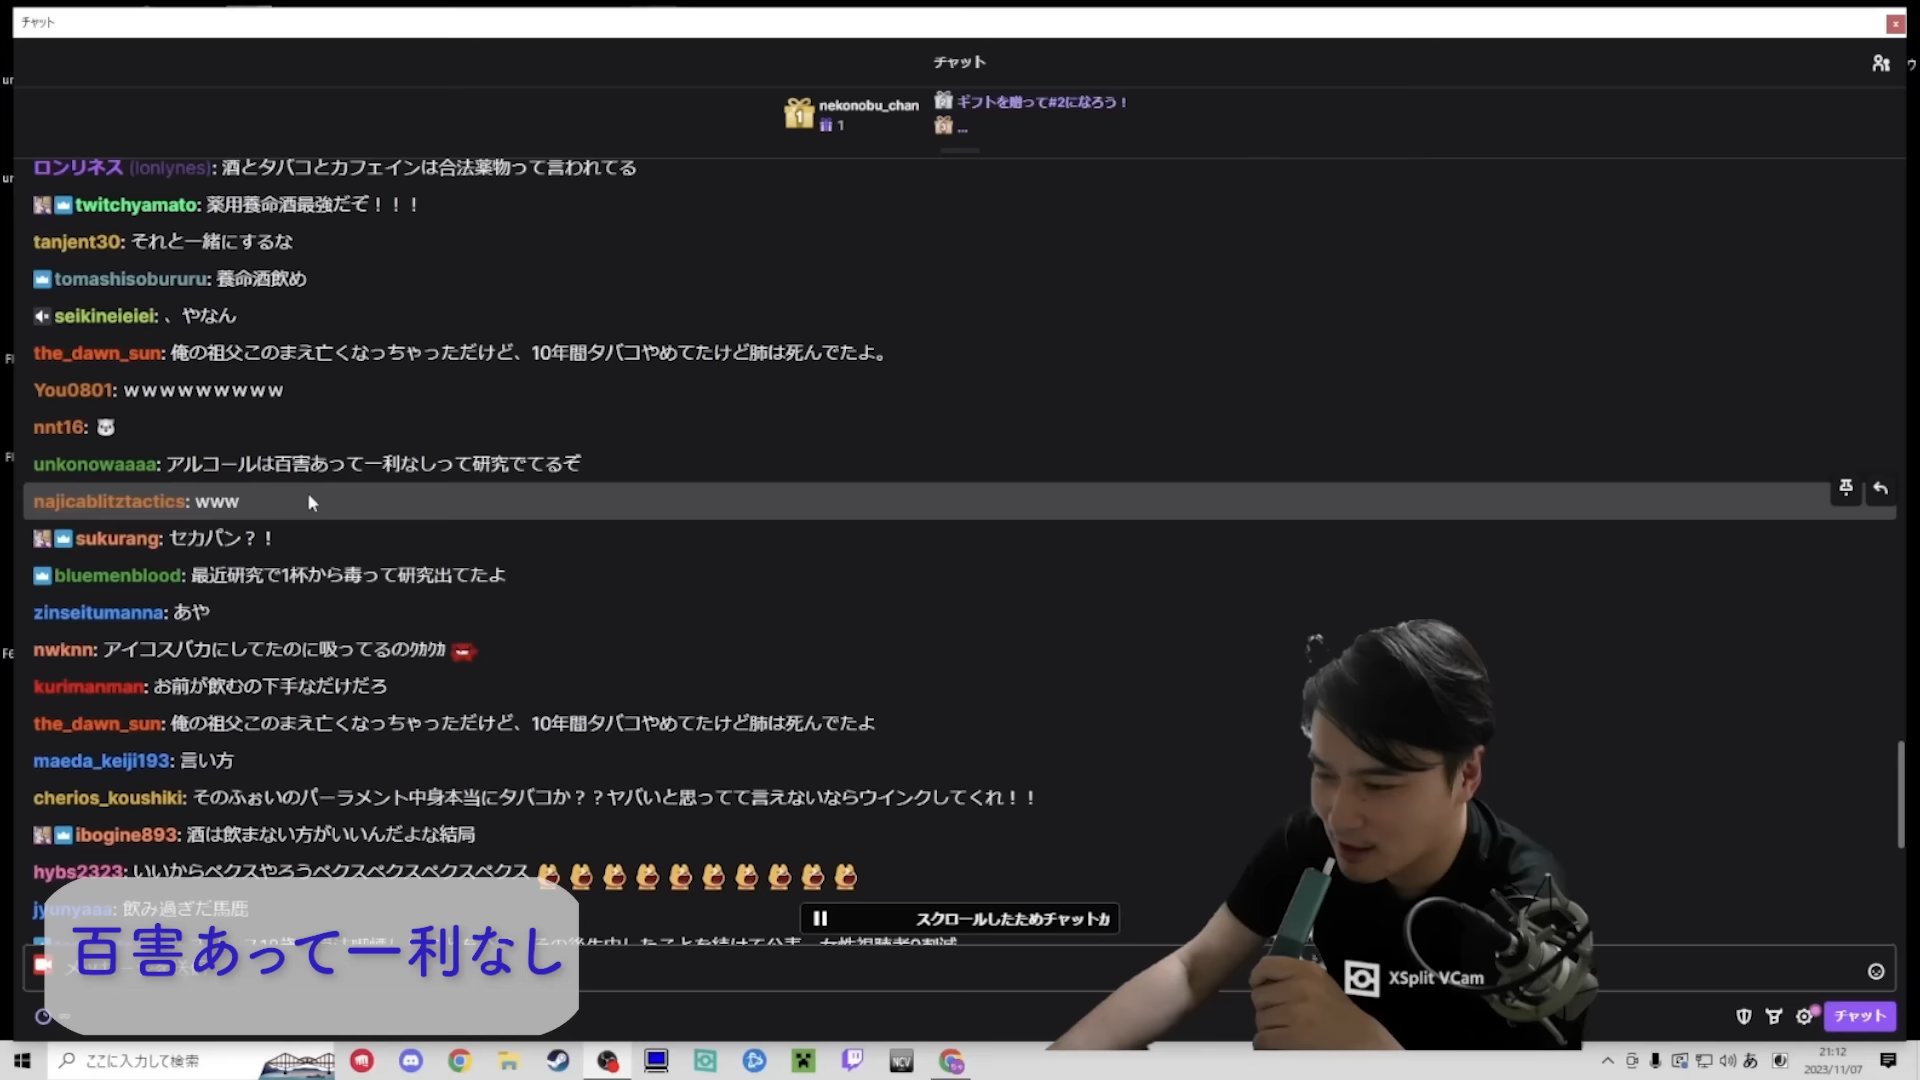 チャット
チャット
nekonobu_chan
1
1
ギフトを贈って#2になろう！
...
ロンリネス (lonlynes): 酒とタバコとカフェインは合法薬物って言われてる
twitchyamato: 薬用養命酒最強だぞ！！！
tanjent30: それと一緒にするな
tomashisobururu: 養命酒飲め
seikineieiei: 、やなん
the_dawn_sun: 俺の祖父このまえ亡くなっちゃっただけど、10年間タバコやめてたけど肺は死んでたよ。
You0801: ｗｗｗｗｗｗｗｗｗ
nnt16:
unkonowaaaa: アルコールは百害あって一利なしって研究でてるぞ
najicablitztactics: www
sukurang: セカパン？！
bluemenblood: 最近研究で1杯から毒って研究出てたよ
zinseitumanna: あや
nwknn: アイコスバカにしてたのに吸ってるのｸｶｸｶ
kurimanman: お前が飲むの下手なだけだろ
the_dawn_sun: 俺の祖父このまえ亡くなっちゃっただけど、10年間タバコやめてたけど肺は死んでたよ
maeda_keiji193: 言い方
cherios_koushiki: そのふぉいのパーラメント中身本当にタバコか？？ヤバいと思ってて言えないならウインクしてくれ！！
ibogine893: 酒は飲まない方がいいんだよな結局
hybs2323: いいからペクスやろうペクスペクスペクスペクス
jyunyaaa: 飲み過ぎだ馬鹿
スクロールしたためチャットが
百害あって一利なし
XSplit VCam
チャット
ここに入力して検索
NCV
あ
21:12
2023/11/07